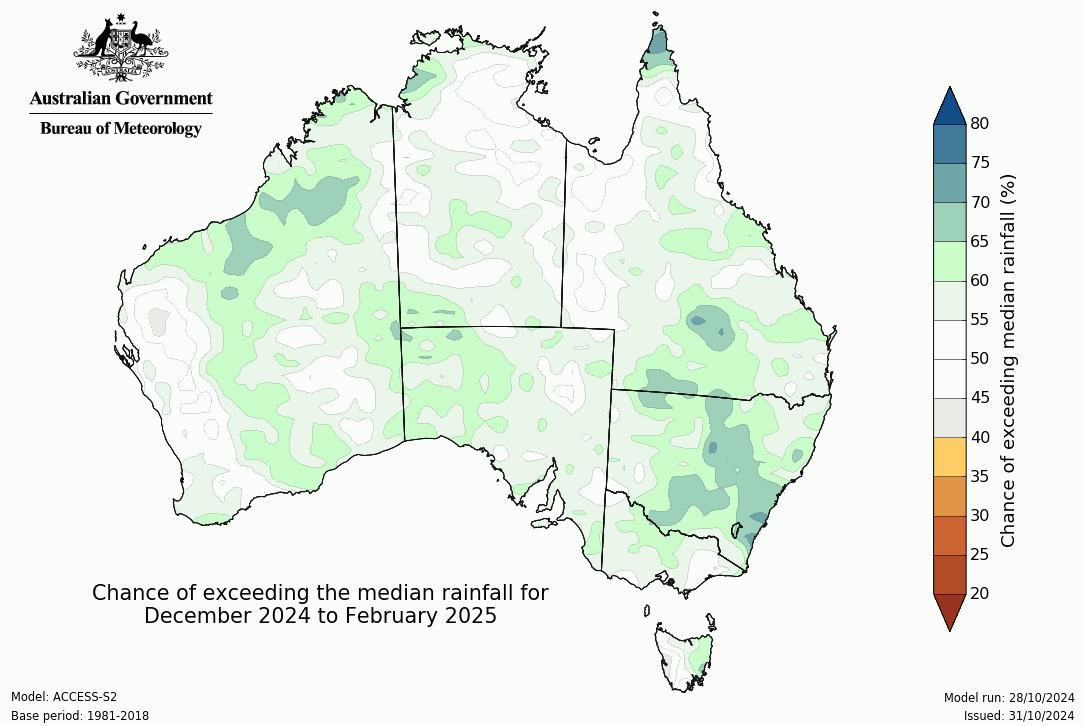 AUSTRALIA
Australian Government
Bureau of Meteorology
80
75
70
65
60
55
50
45
40
35
30
25
20
Chance of exceeding median rainfall (%)
Chance of exceeding the median rainfall for
December 2024 to February 2025
Model: ACCESS-S2
Base period: 1981-2018
Model run: 28/10/2024
Issued: 31/10/2024